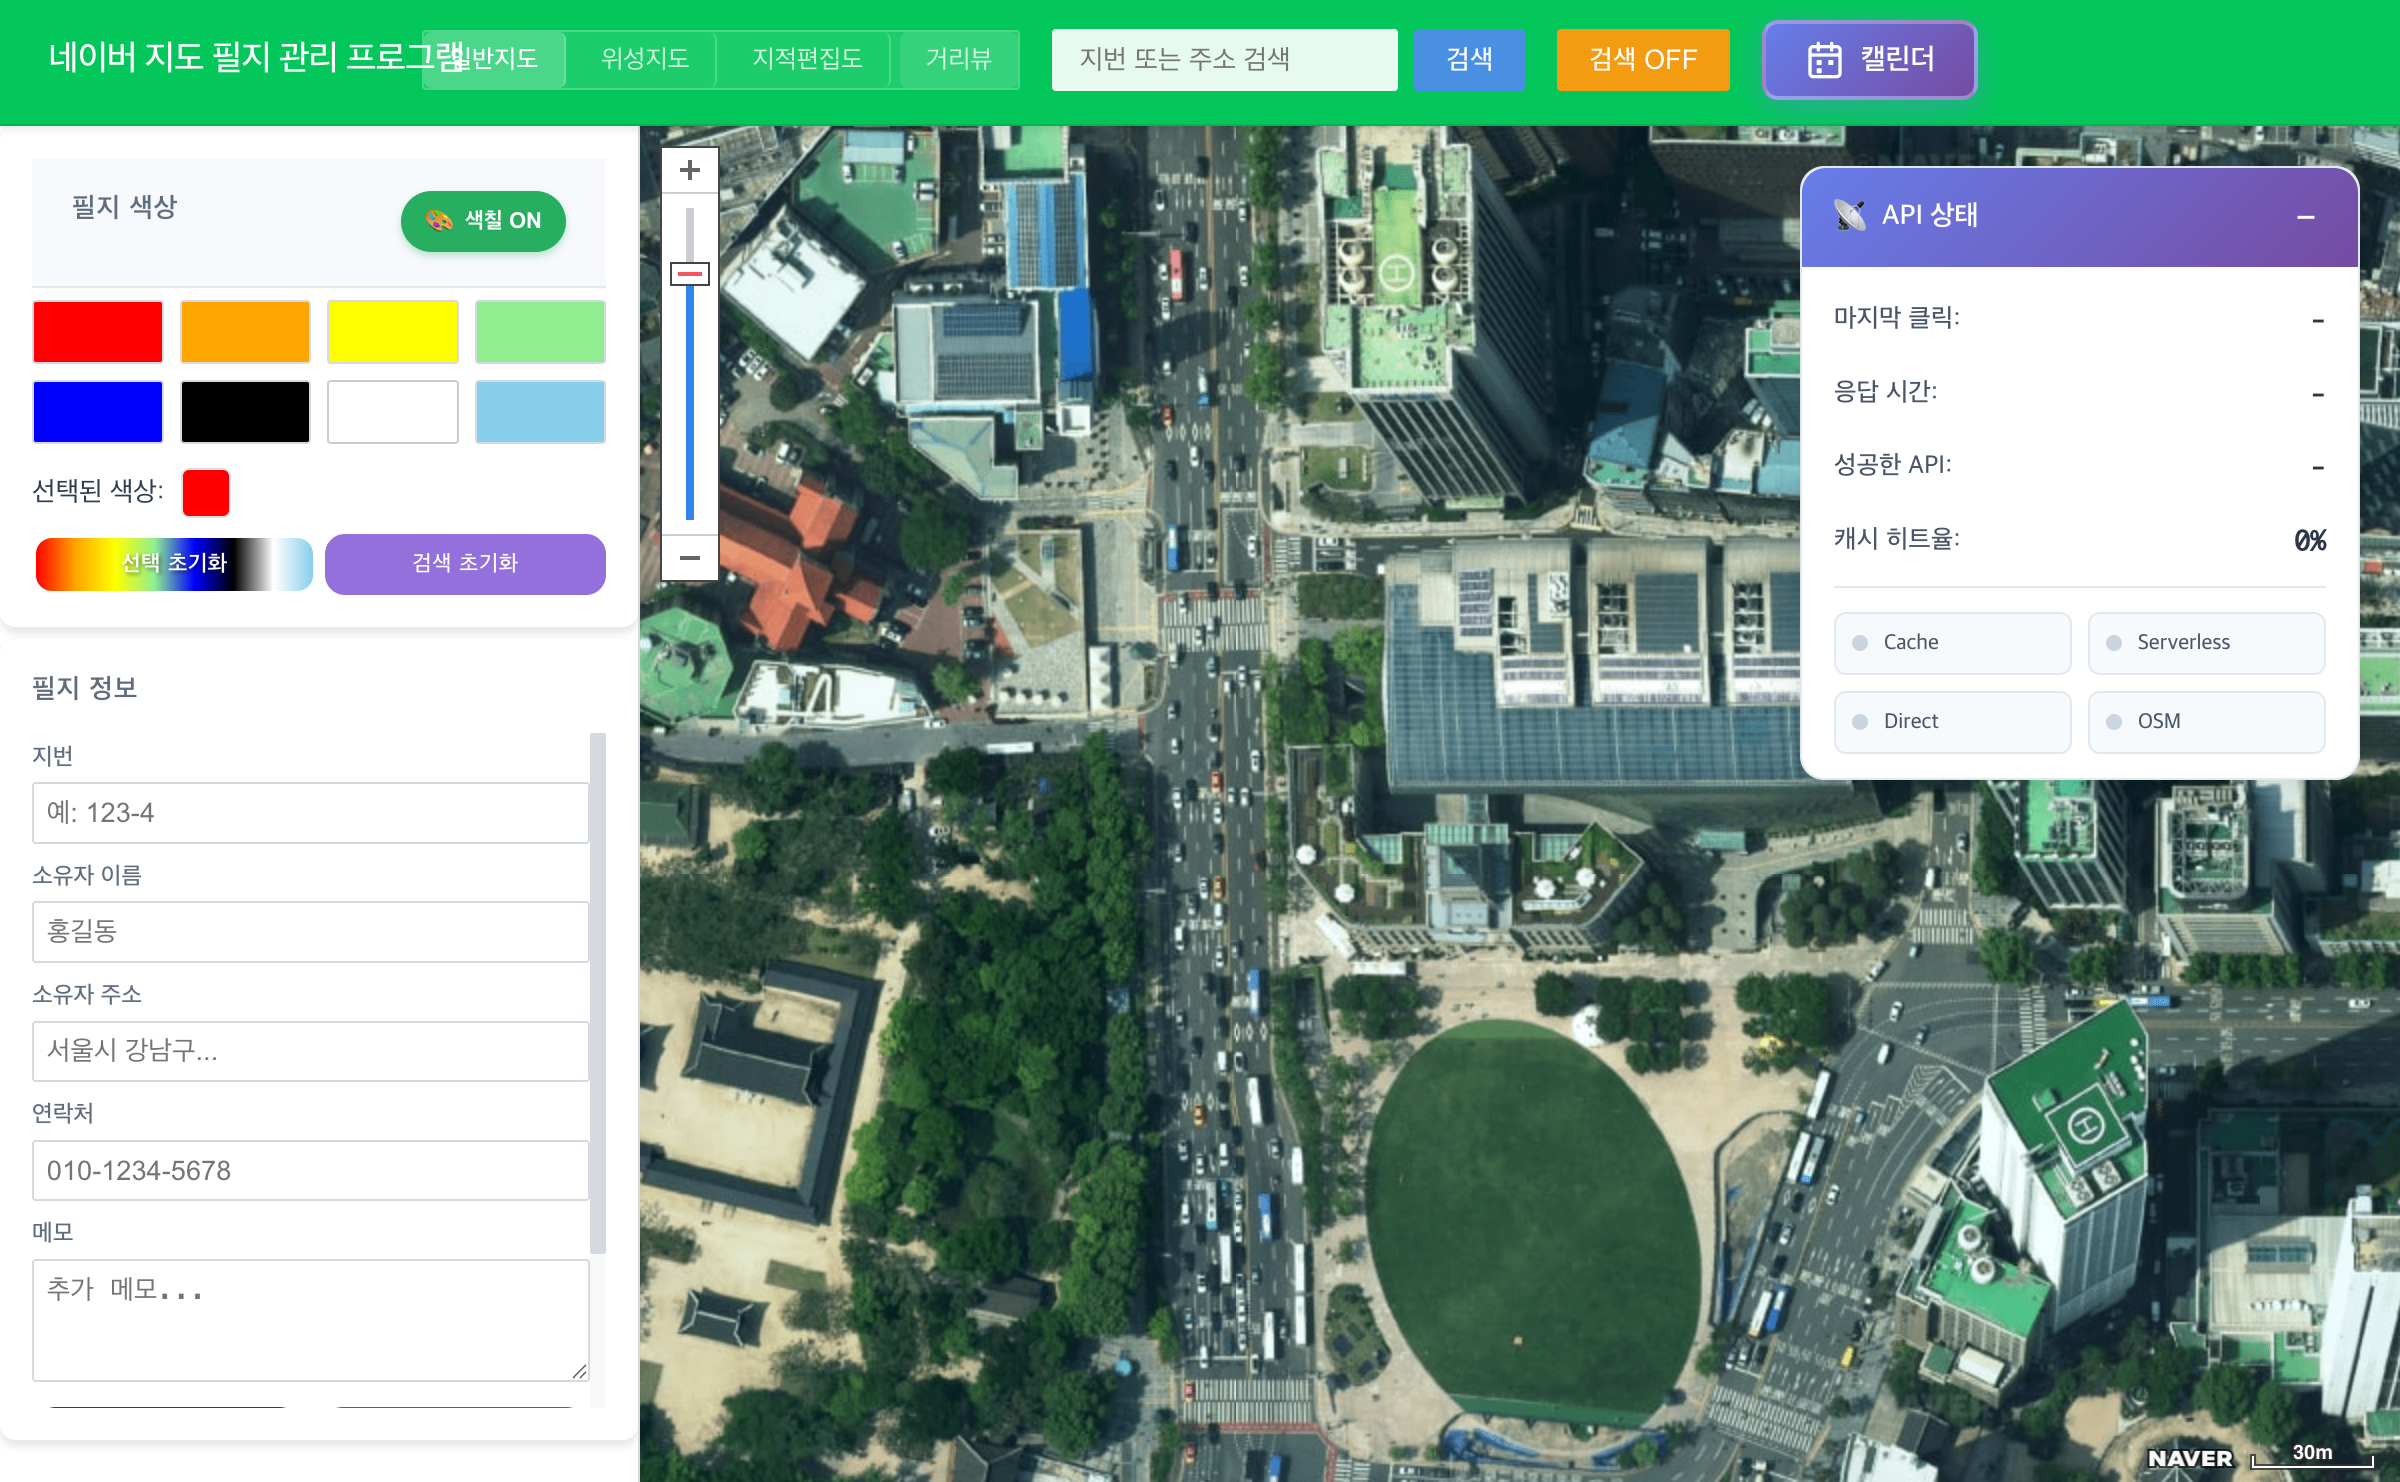 네이버 지도 필지 관리 프로그램
일반지도
위성지도
지적편집도
거리뷰
지번 또는 주소 검색
검색
검색 OFF
캘린더
필지 색상
색칠 ON
선택된 색상:
선택 초기화
검색 초기화
필지 정보
지번
예: 123-4
소유자 이름
홍길동
소유자 주소
서울시 강남구...
연락처
010-1234-5678
메모
추가 메모...
API 상태
마지막 클릭: -
응답 시간: -
성공한 API: -
캐시 히트율: 0%
Cache
Serverless
Direct
OSM
H
H
NAVER
30m